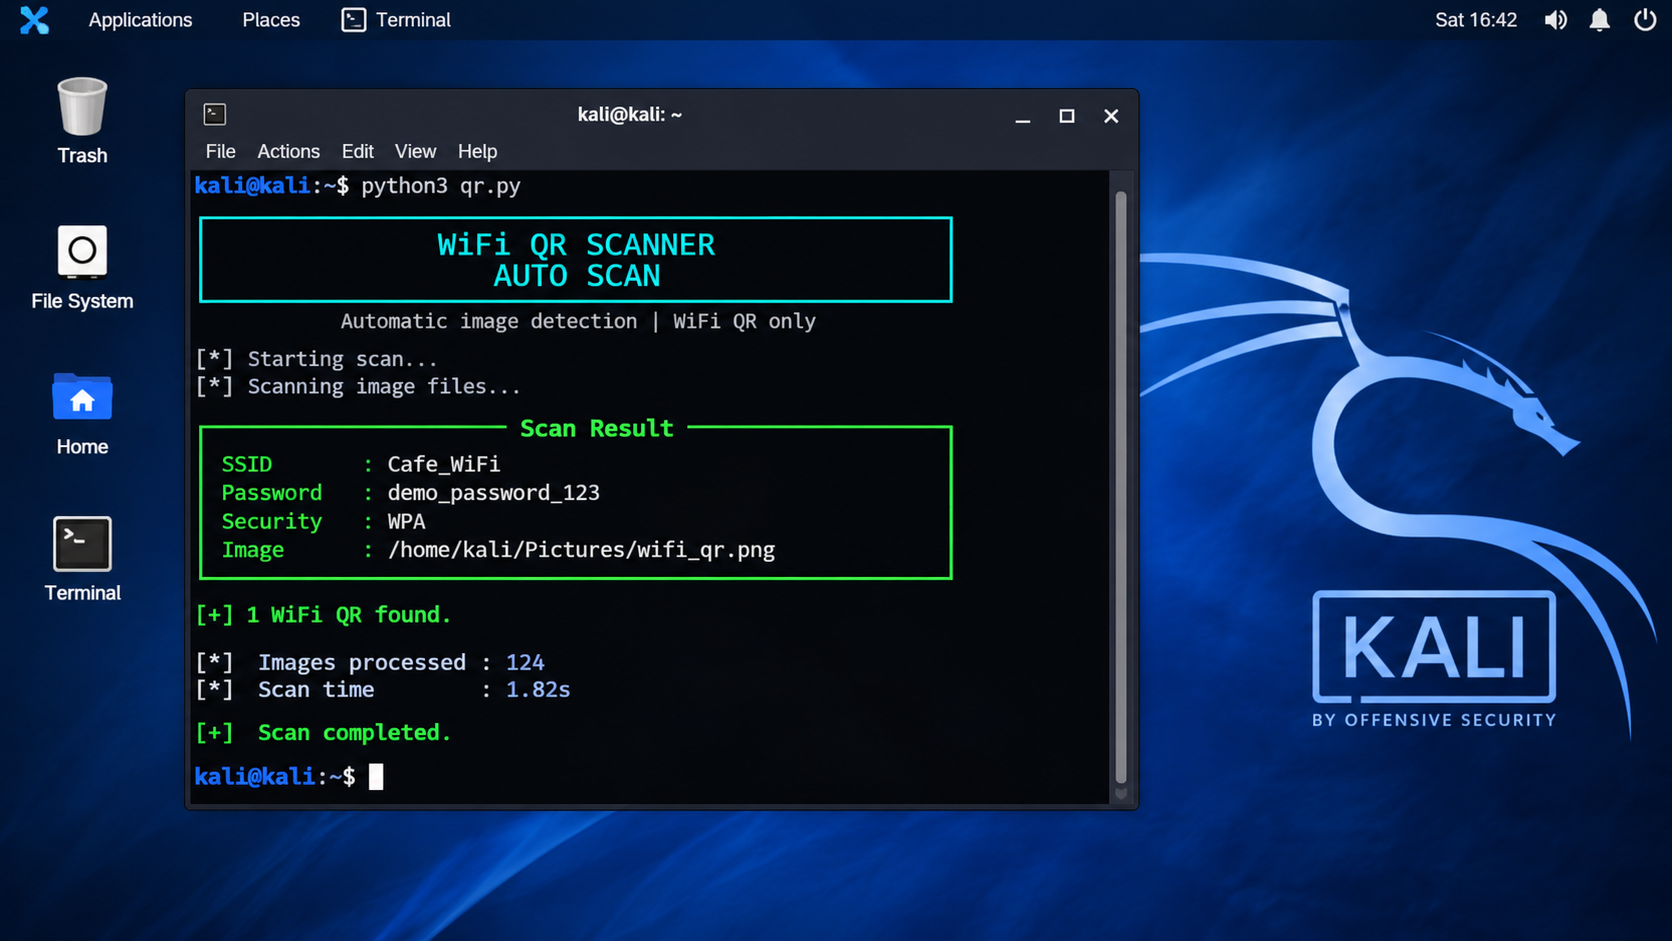 Applications Places Terminal Sat 16:42
Trash
File System
Home
Terminal
kali@kali: ~
File Actions Edit View Help
kali@kali:~$ python3 qr.py
WiFi QR SCANNER
AUTO SCAN
Automatic image detection | WiFi QR only
[*] Starting scan...
[*] Scanning image files...
Scan Result
SSID : Cafe_WiFi
Password : demo_password_123
Security : WPA
Image : /home/kali/Pictures/wifi_qr.png
[+] 1 WiFi QR found.
[*] Images processed : 124
[*] Scan time : 1.82s
[+] Scan completed.
kali@kali:~$
KALI
BY OFFENSIVE SECURITY